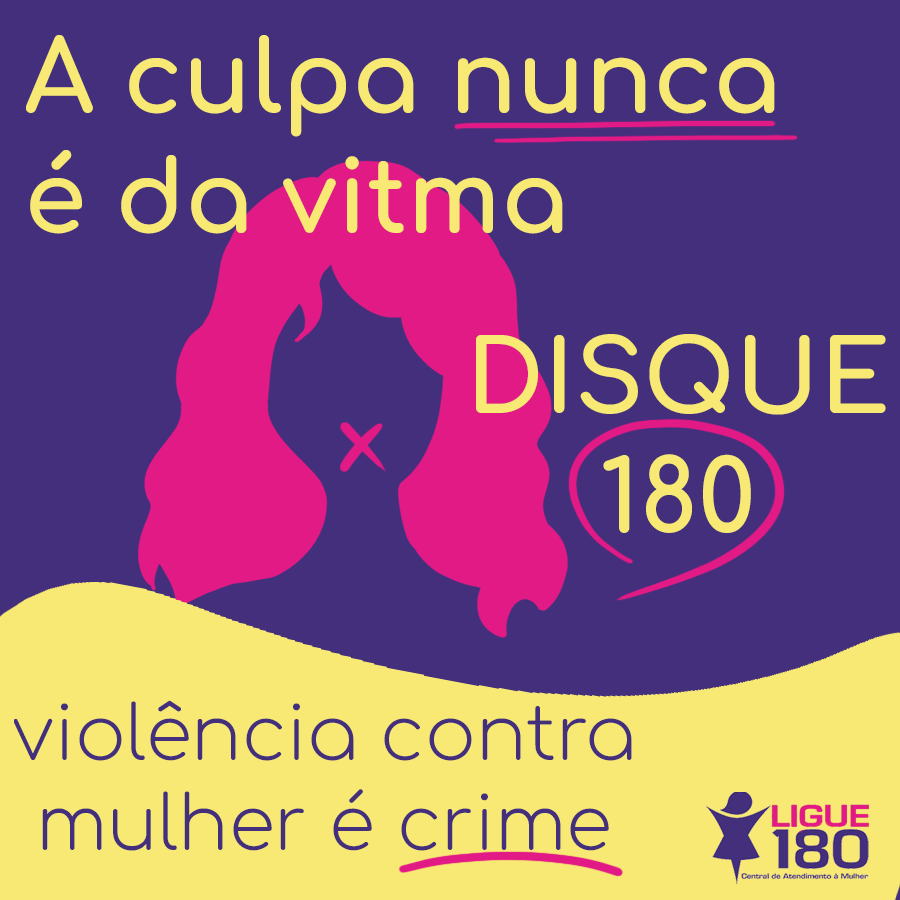 A culpa nunca
é da vitma
DISQUE
180
violência contra
mulher é crime
LIGUE
180
Central de Atendimento à Mulher